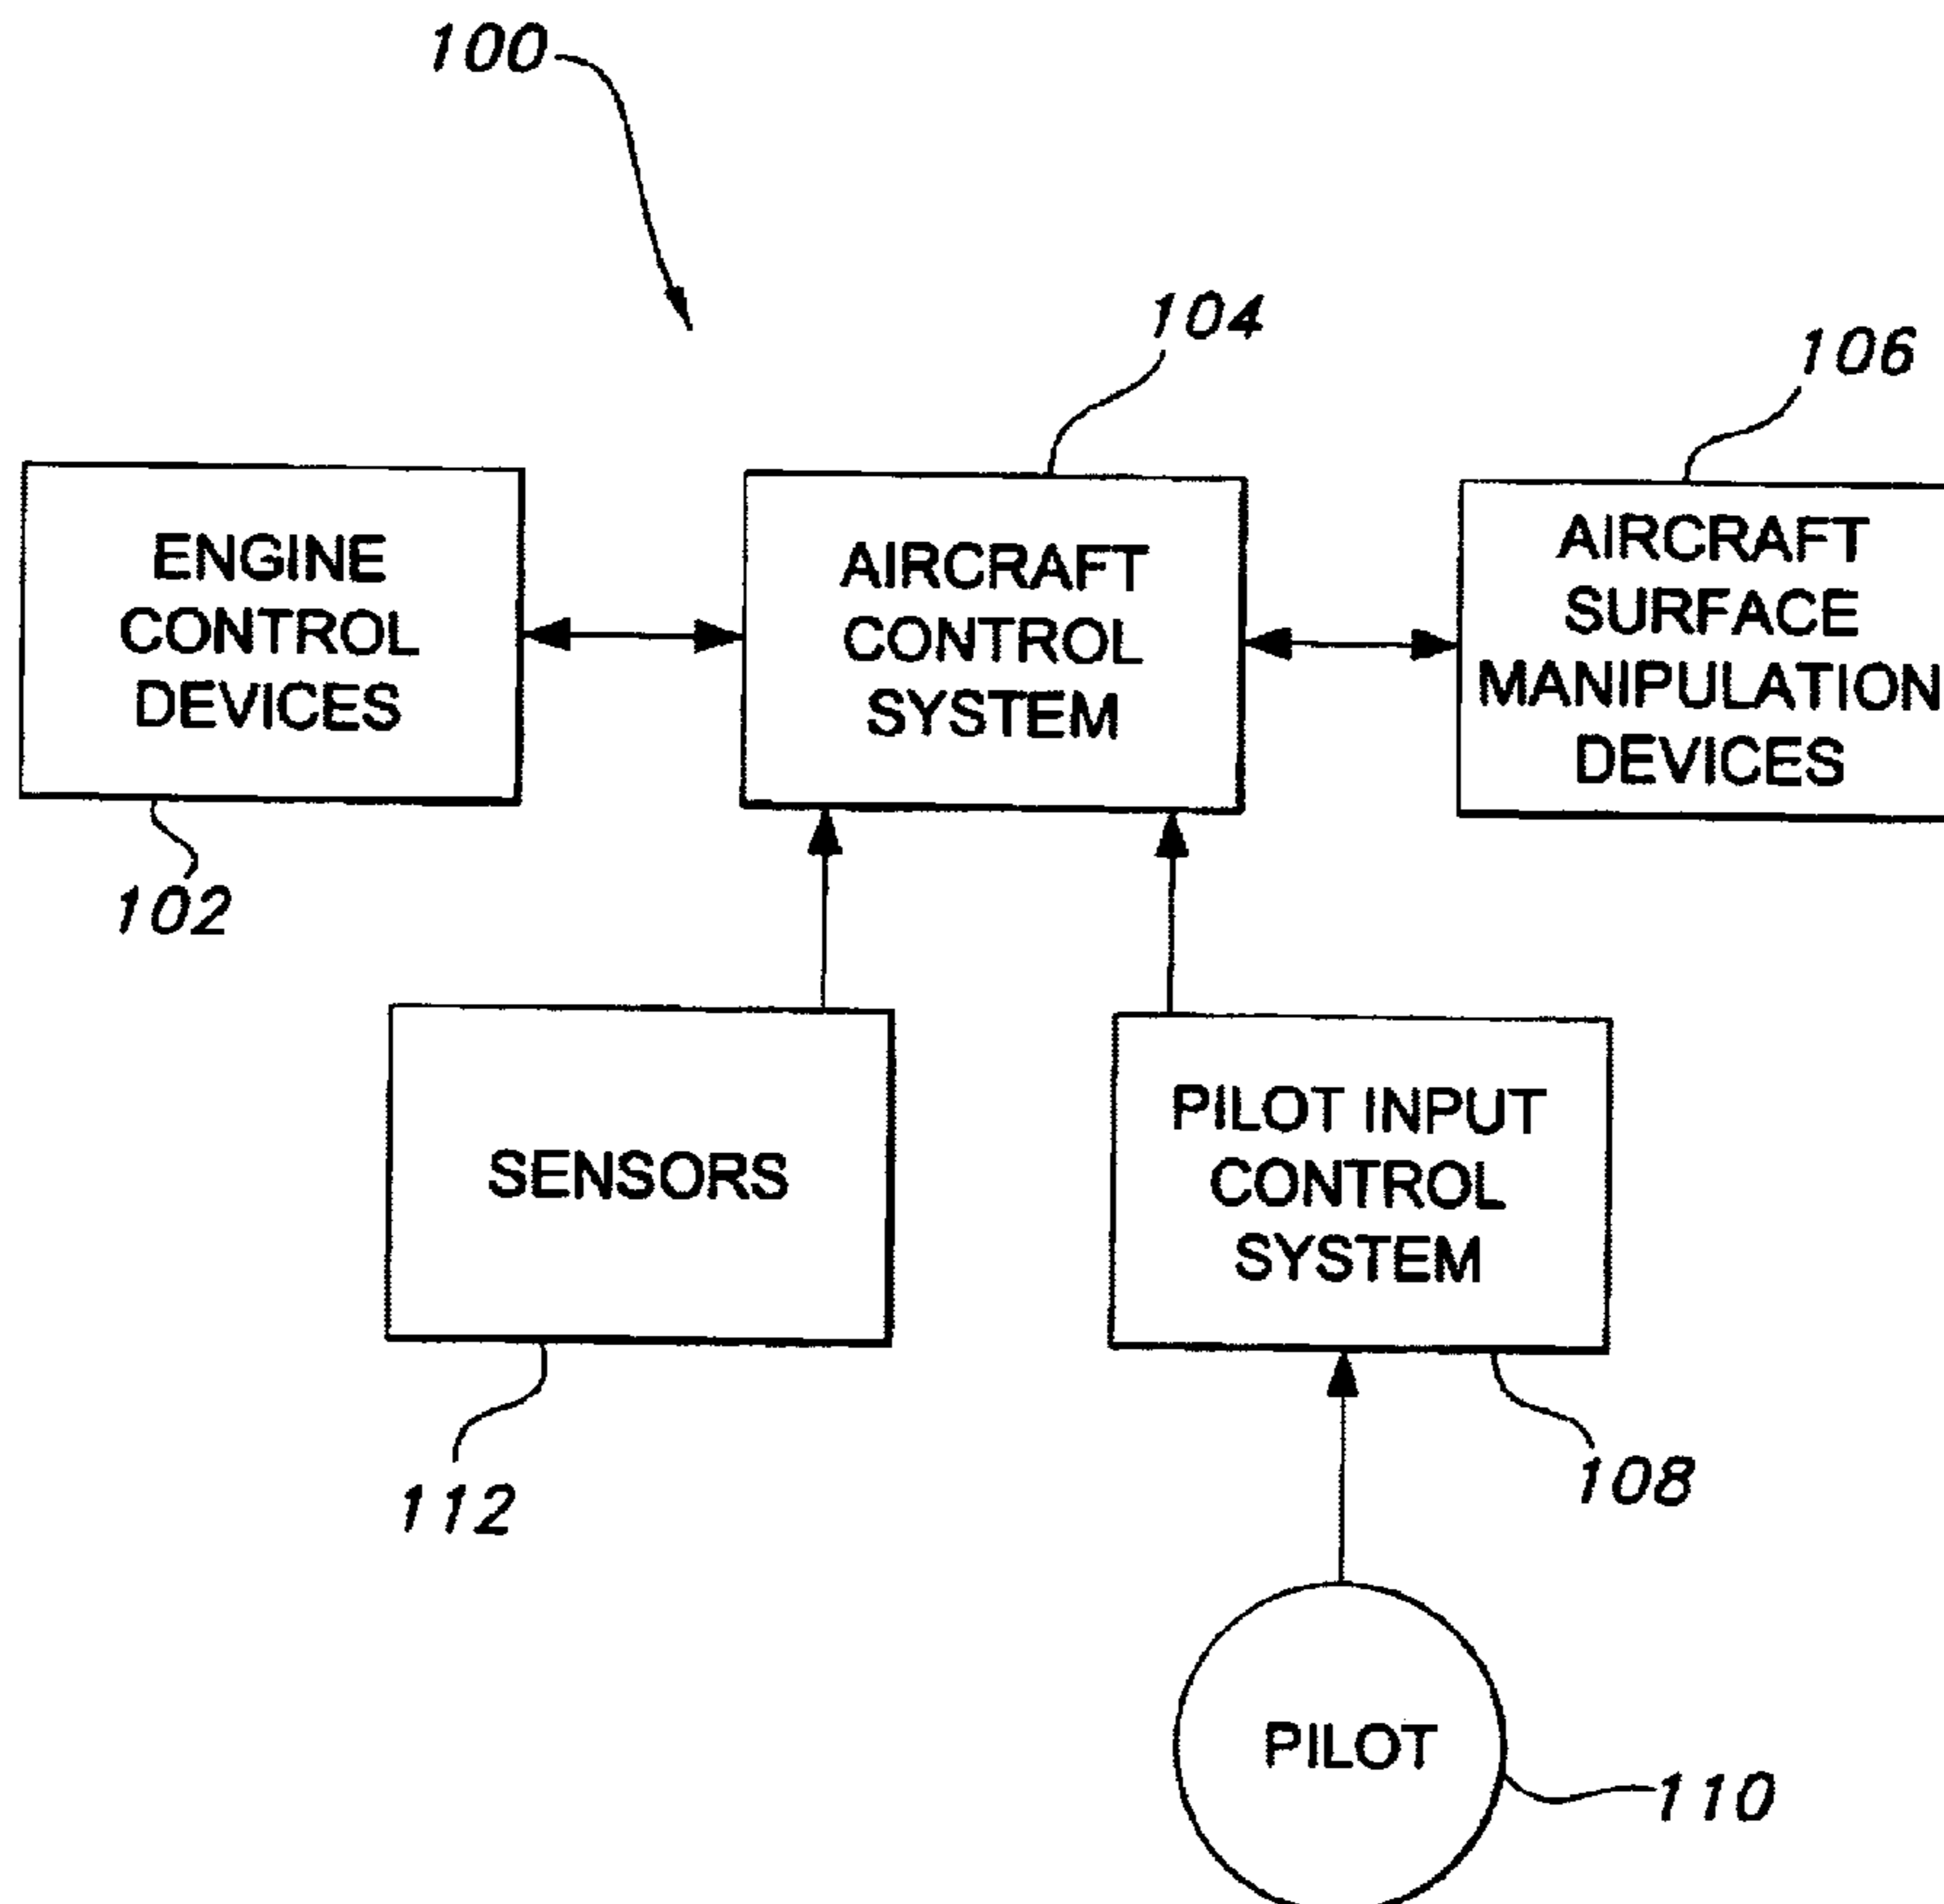 100
104
106
ENGINE
CONTROL
DEVICES
AIRCRAFT
CONTROL
SYSTEM
AIRCRAFT
SURFACE
MANIPULATION
DEVICES
102
SENSORS
PILOT INPUT
CONTROL
SYSTEM
112
108
PILOT
110